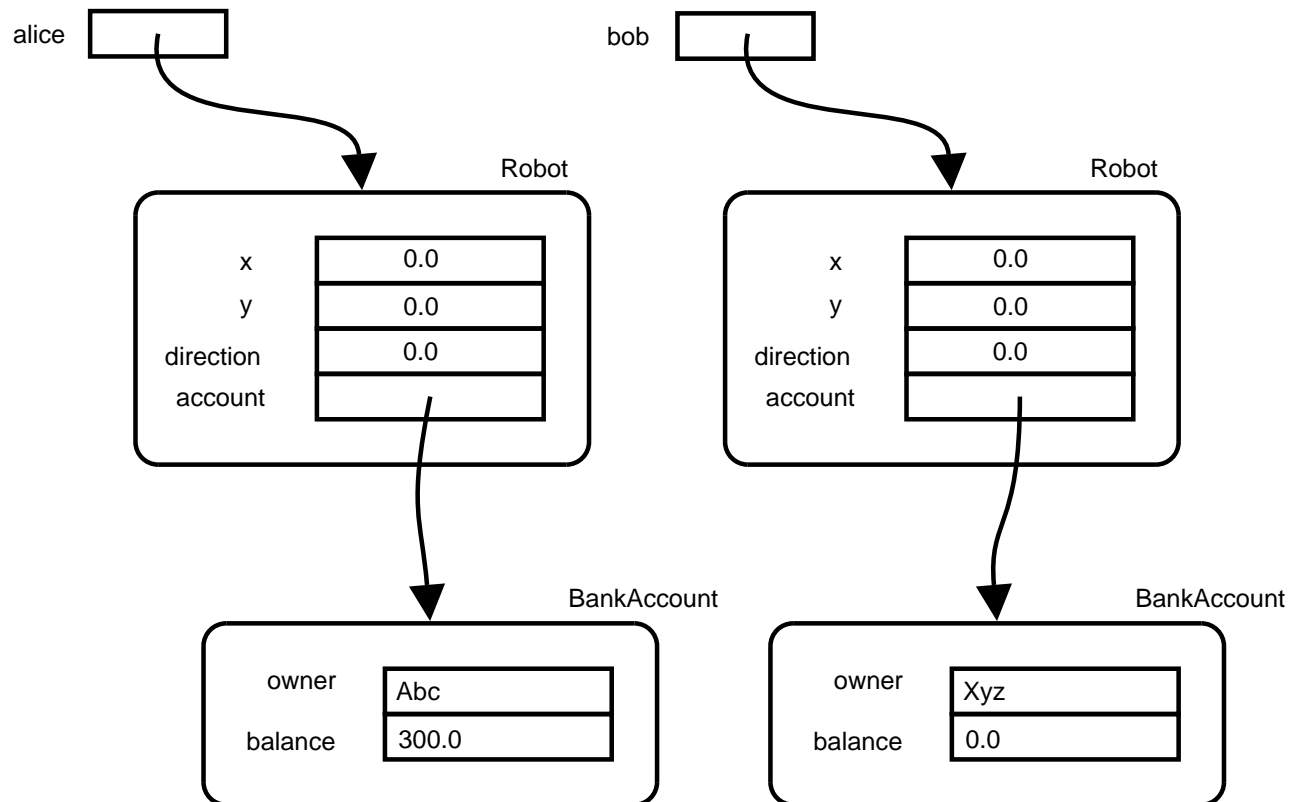 alice
bob
Robot
Robot
x 0.0
y 0.0
direction 0.0
account
x 0.0
y 0.0
direction 0.0
account
BankAccount
BankAccount
owner Abc
balance 300.0
owner Xyz
balance 0.0